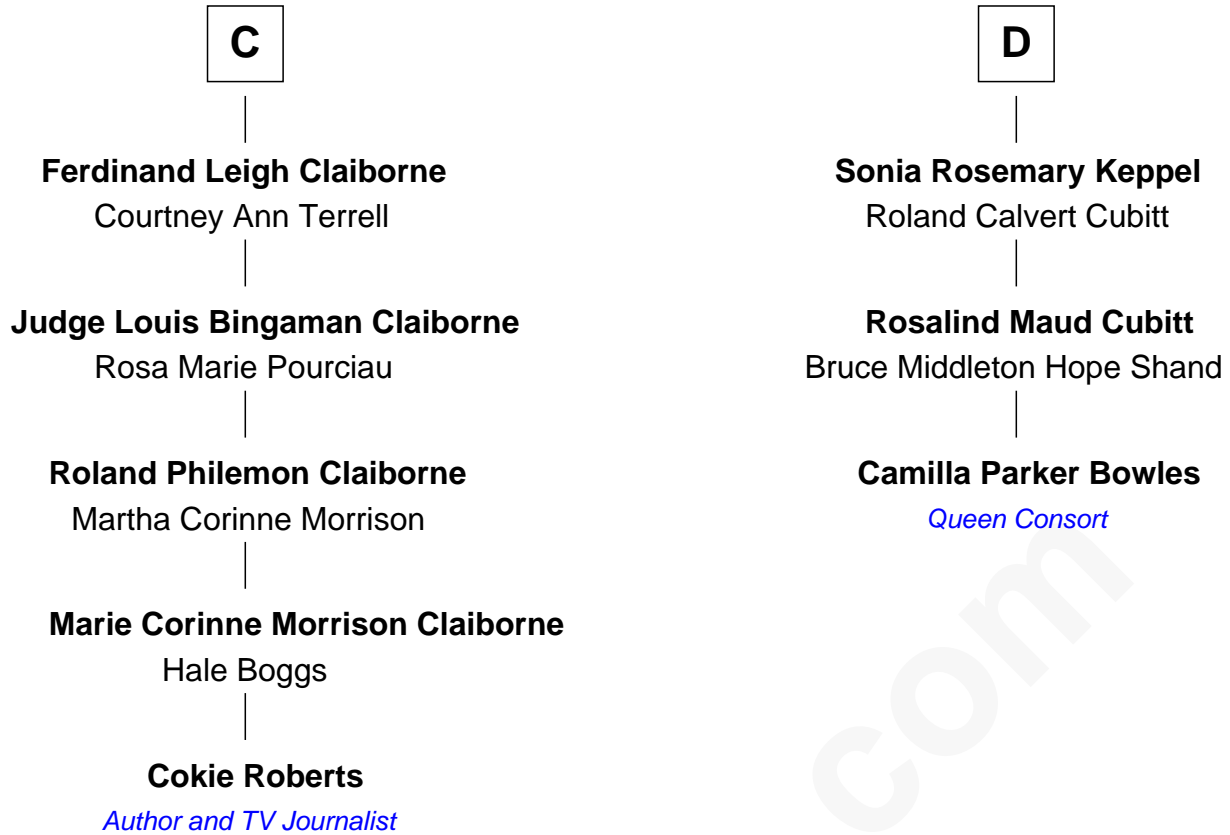 C
Ferdinand Leigh Claiborne
Courtney Ann Terrell
Judge Louis Bingaman Claiborne
Rosa Marie Pourciau
Roland Philemon Claiborne
Martha Corinne Morrison
Marie Corinne Morrison Claiborne
Hale Boggs
Cokie Roberts
Author and TV Journalist
D
Sonia Rosemary Keppel
Roland Calvert Cubitt
Rosalind Maud Cubitt
Bruce Middleton Hope Shand
Camilla Parker Bowles
Queen Consort
com